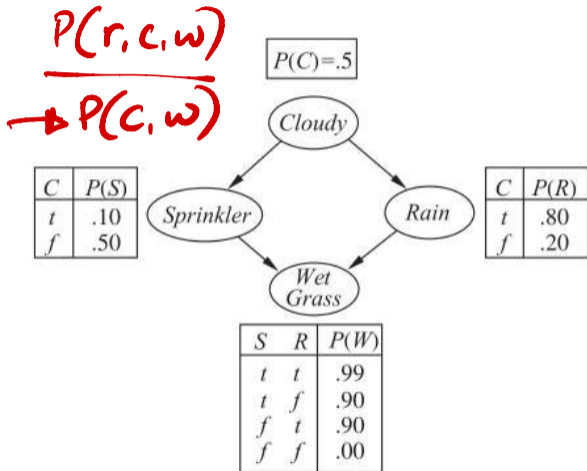 P(r,c,w)
P(c,w)
P(C)=.5
Cloudy
C P(S)
t .10
f .50
Sprinkler
Rain
C P(R)
t .80
f .20
Wet
Grass
S R P(W)
t t .99
t f .90
f t .90
f f .00